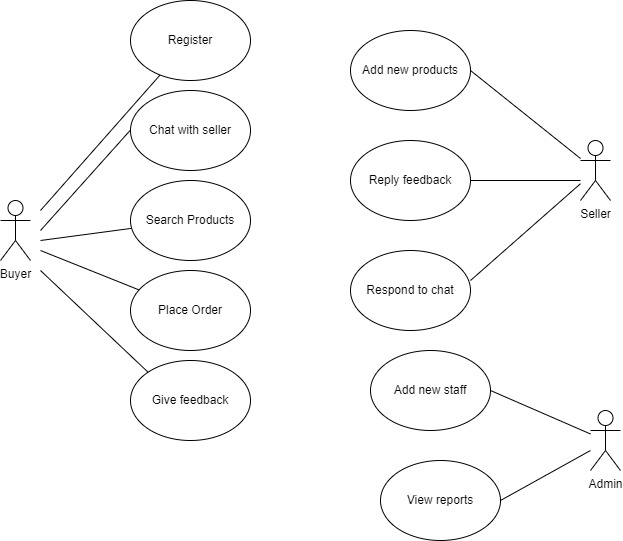 Register
Chat with seller
Search Products
Place Order
Give feedback
Buyer
Add new products
Reply feedback
Respond to chat
Seller
Add new staff
View reports
Admin